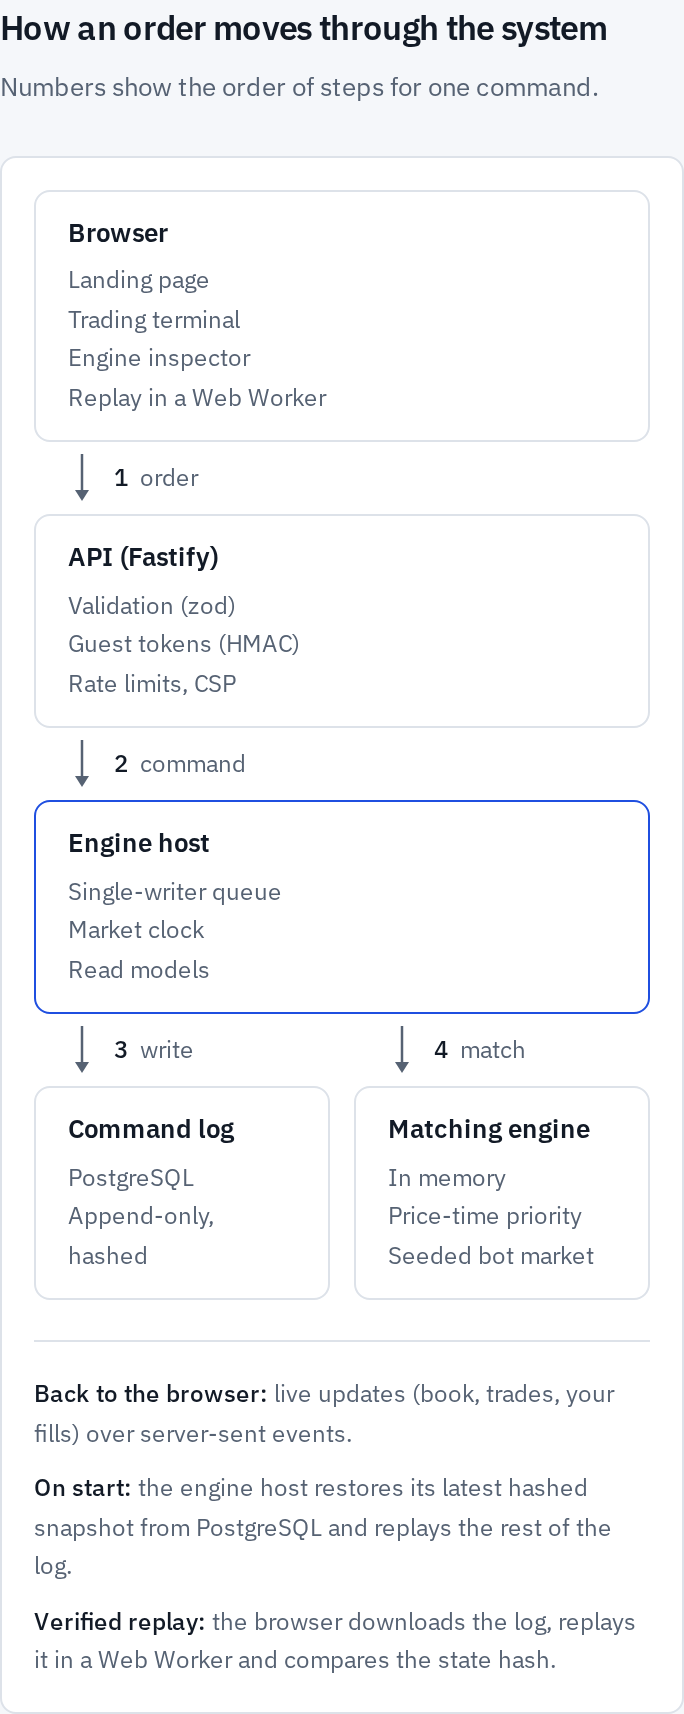 How an order moves through the system
Numbers show the order of steps for one command.
Browser
Landing page
Trading terminal
Engine inspector
Replay in a Web Worker
1 order
API (Fastify)
Validation (zod)
Guest tokens (HMAC)
Rate limits, CSP
2 command
Engine host
Single-writer queue
Market clock
Read models
3 write
4 match
Command log
PostgreSQL
Append-only,
hashed
Matching engine
In memory
Price-time priority
Seeded bot market
Back to the browser: live updates (book, trades, your
fills) over server-sent events.
On start: the engine host restores its latest hashed
snapshot from PostgreSQL and replays the rest of the
log.
Verified replay: the browser downloads the log, replays
it in a Web Worker and compares the state hash.